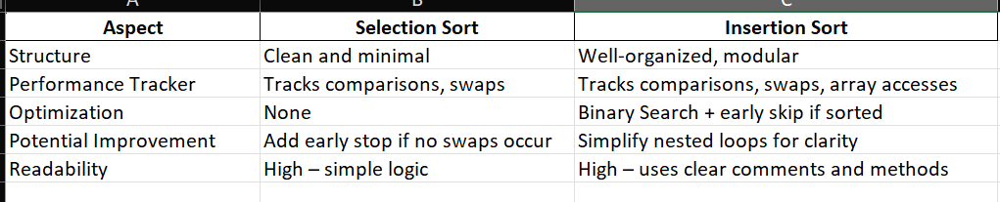 A B C
Aspect Selection Sort Insertion Sort
Structure Clean and minimal Well-organized, modular
Performance Tracker Tracks comparisons, swaps Tracks comparisons, swaps, array accesses
Optimization None Binary Search + early skip if sorted
Potential Improvement Add early stop if no swaps occur Simplify nested loops for clarity
Readability High – simple logic High – uses clear comments and methods